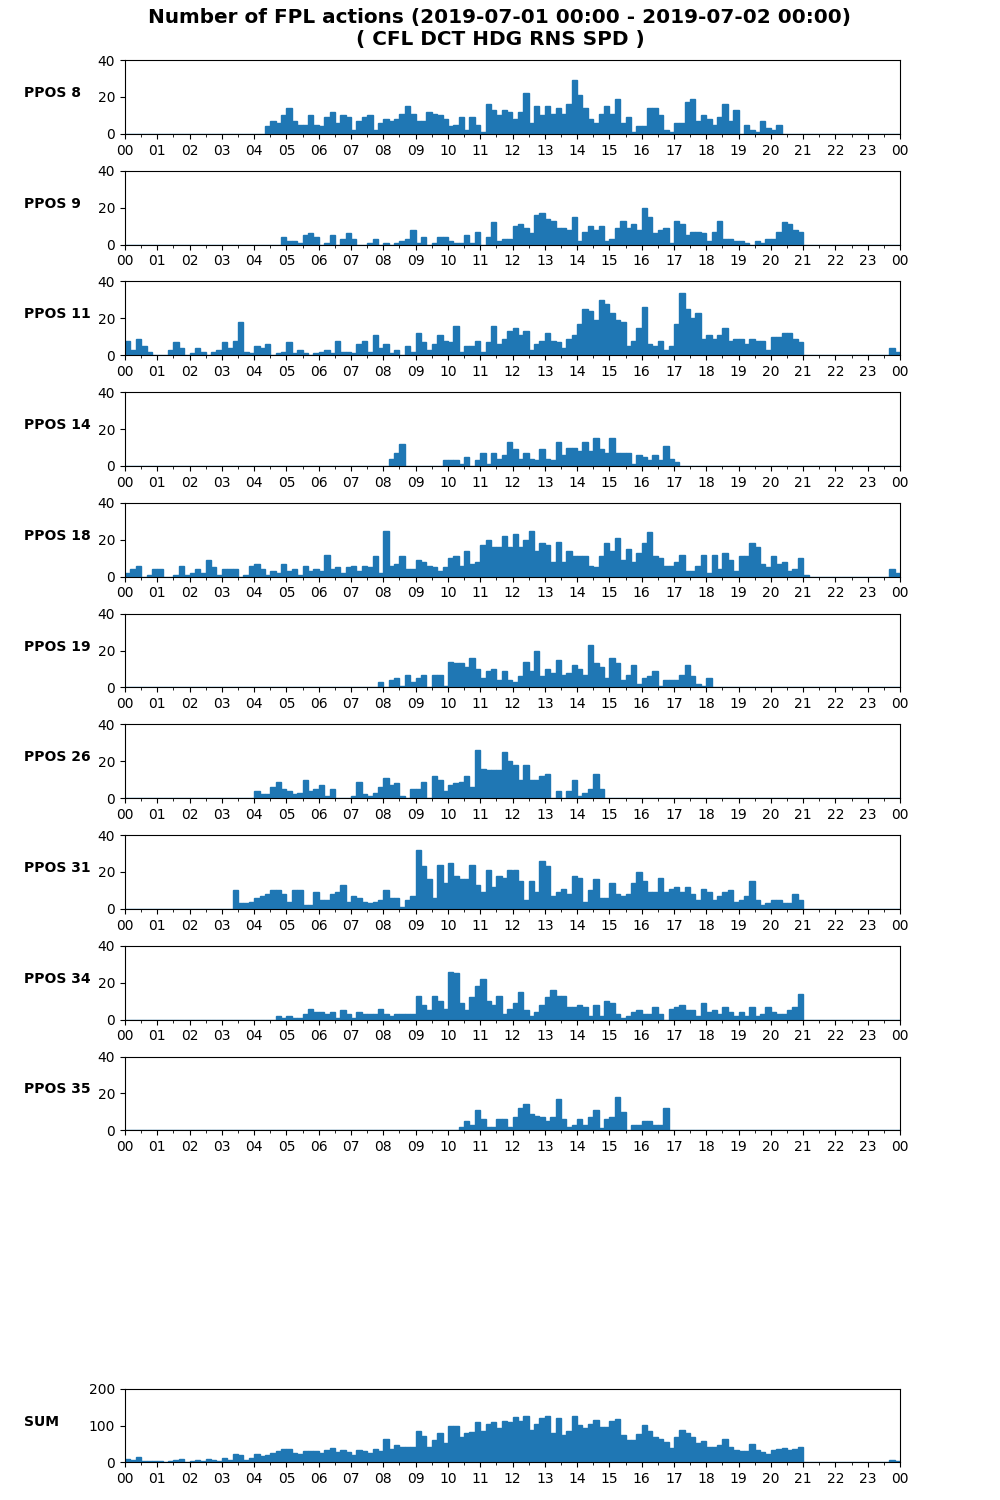 Number of FPL actions (2019-07-01 00:00 - 2019-07-02 00:00)
( CFL DCT HDG RNS SPD )
PPOS 8
40
20
0
00 01 02 03 04 05 06 07 08 09 10 11 12 13 14 15 16 17 18 19 20 21 22 23 00
PPOS 9
40
20
0
00 01 02 03 04 05 06 07 08 09 10 11 12 13 14 15 16 17 18 19 20 21 22 23 00
PPOS 11
40
20
0
00 01 02 03 04 05 06 07 08 09 10 11 12 13 14 15 16 17 18 19 20 21 22 23 00
PPOS 14
40
20
0
00 01 02 03 04 05 06 07 08 09 10 11 12 13 14 15 16 17 18 19 20 21 22 23 00
PPOS 18
40
20
0
00 01 02 03 04 05 06 07 08 09 10 11 12 13 14 15 16 17 18 19 20 21 22 23 00
PPOS 19
40
20
0
00 01 02 03 04 05 06 07 08 09 10 11 12 13 14 15 16 17 18 19 20 21 22 23 00
PPOS 26
40
20
0
00 01 02 03 04 05 06 07 08 09 10 11 12 13 14 15 16 17 18 19 20 21 22 23 00
PPOS 31
40
20
0
00 01 02 03 04 05 06 07 08 09 10 11 12 13 14 15 16 17 18 19 20 21 22 23 00
PPOS 34
40
20
0
00 01 02 03 04 05 06 07 08 09 10 11 12 13 14 15 16 17 18 19 20 21 22 23 00
PPOS 35
40
20
0
00 01 02 03 04 05 06 07 08 09 10 11 12 13 14 15 16 17 18 19 20 21 22 23 00
SUM
200
100
0
00 01 02 03 04 05 06 07 08 09 10 11 12 13 14 15 16 17 18 19 20 21 22 23 00